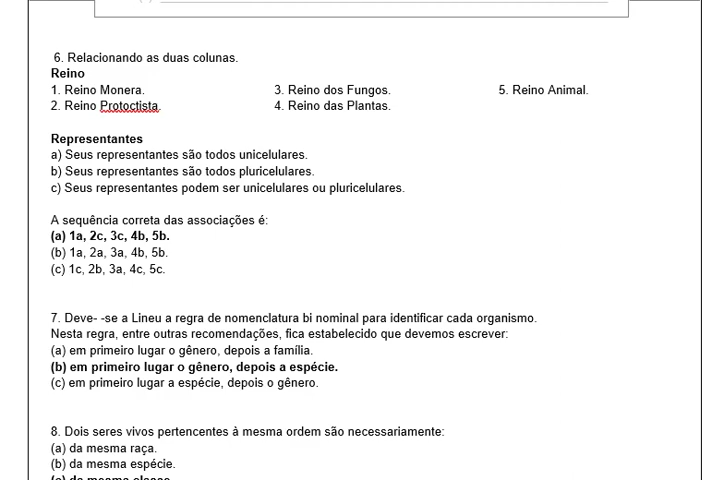 6. Relacionando as duas colunas.
Reino
1. Reino Monera. 3. Reino dos Fungos. 5. Reino Animal.
2. Reino Protoctista. 4. Reino das Plantas.
Representantes
a) Seus representantes são todos unicelulares.
b) Seus representantes são todos pluricelulares.
c) Seus representantes podem ser unicelulares ou pluricelulares.
A sequência correta das associações é:
(a) 1a, 2c, 3c, 4b, 5b.
(b) 1a, 2a, 3a, 4b, 5b.
(c) 1c, 2b, 3a, 4c, 5c.
7. Deve- -se a Lineu a regra de nomenclatura bi nominal para identificar cada organismo.
Nesta regra, entre outras recomendações, fica estabelecido que devemos escrever:
(a) em primeiro lugar o gênero, depois a família.
(b) em primeiro lugar o gênero, depois a espécie.
(c) em primeiro lugar a espécie, depois o gênero.
8. Dois seres vivos pertencentes à mesma ordem são necessariamente:
(a) da mesma raça.
(b) da mesma espécie.
(c) da mesma classe.